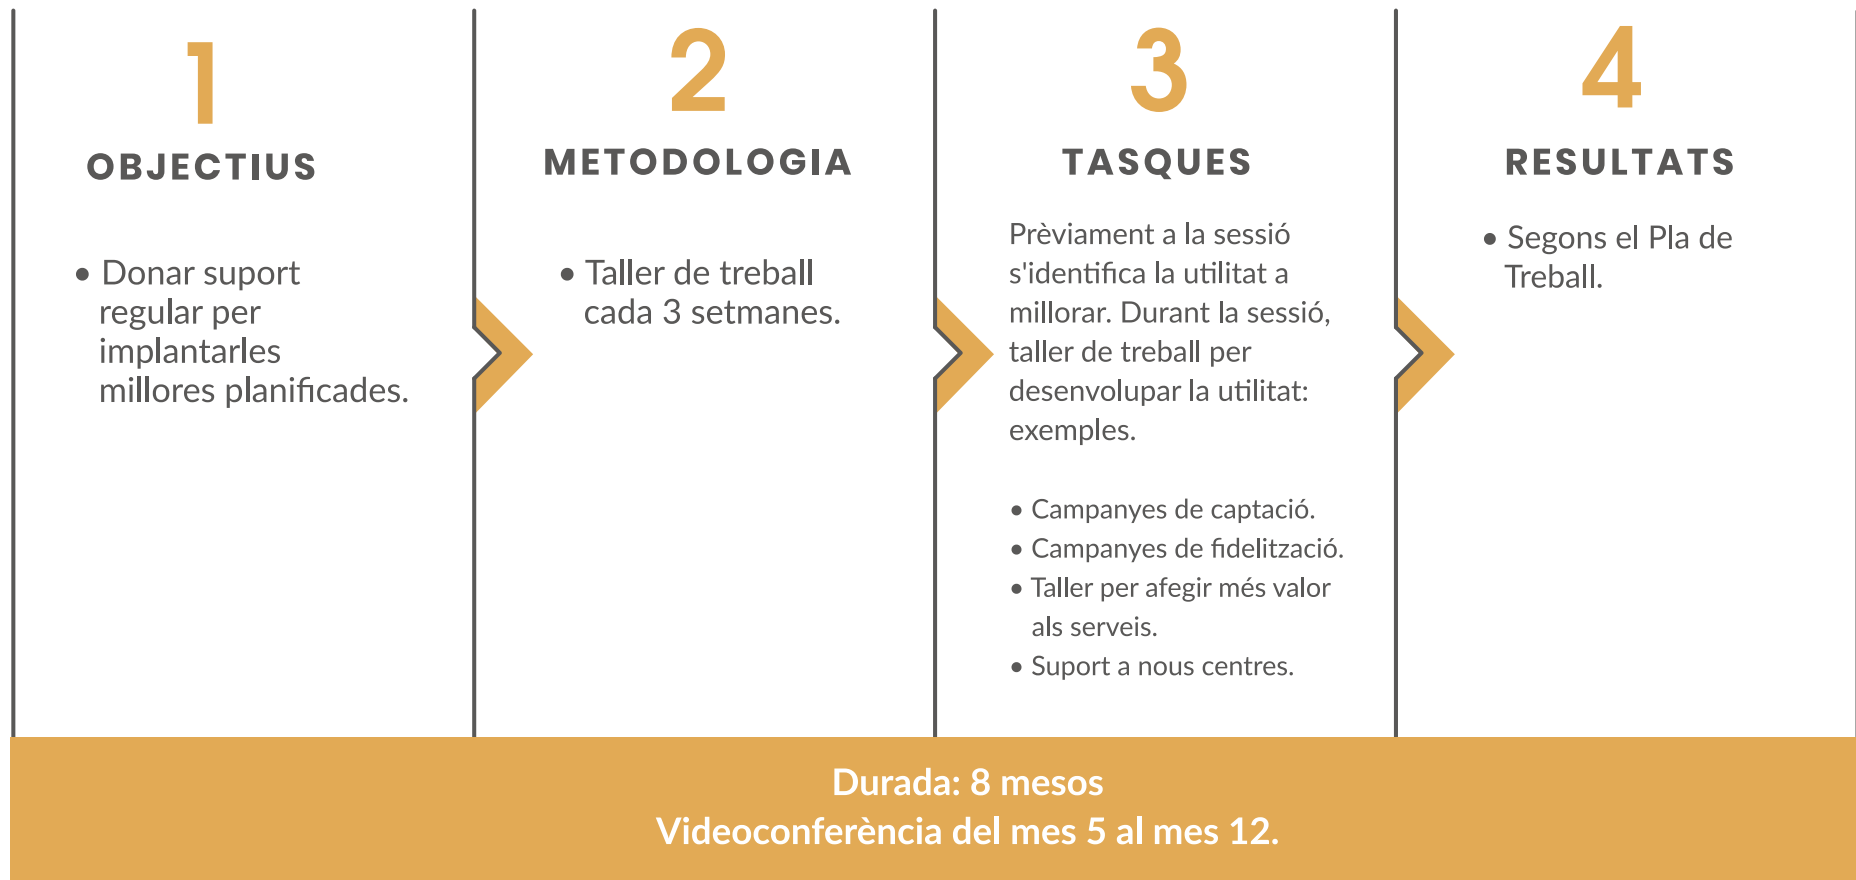 1
OBJECTIUS
• Donar suport
regular per
implantarles
millores planificades.
2
METODOLOGIA
• Taller de treball
cada 3 setmanes.
3
TASQUES
Prèviament a la sessió
s'identifica la utilitat a
millorar. Durant la sessió,
taller de treball per
desenvolupar la utilitat:
exemples.
• Campanyes de captació.
• Campanyes de fidelització.
• Taller per afegir més valor
als serveis.
• Suport a nous centres.
4
RESULTATS
• Segons el Pla de
Treball.
Durada: 8 mesos
Videoconferència del mes 5 al mes 12.